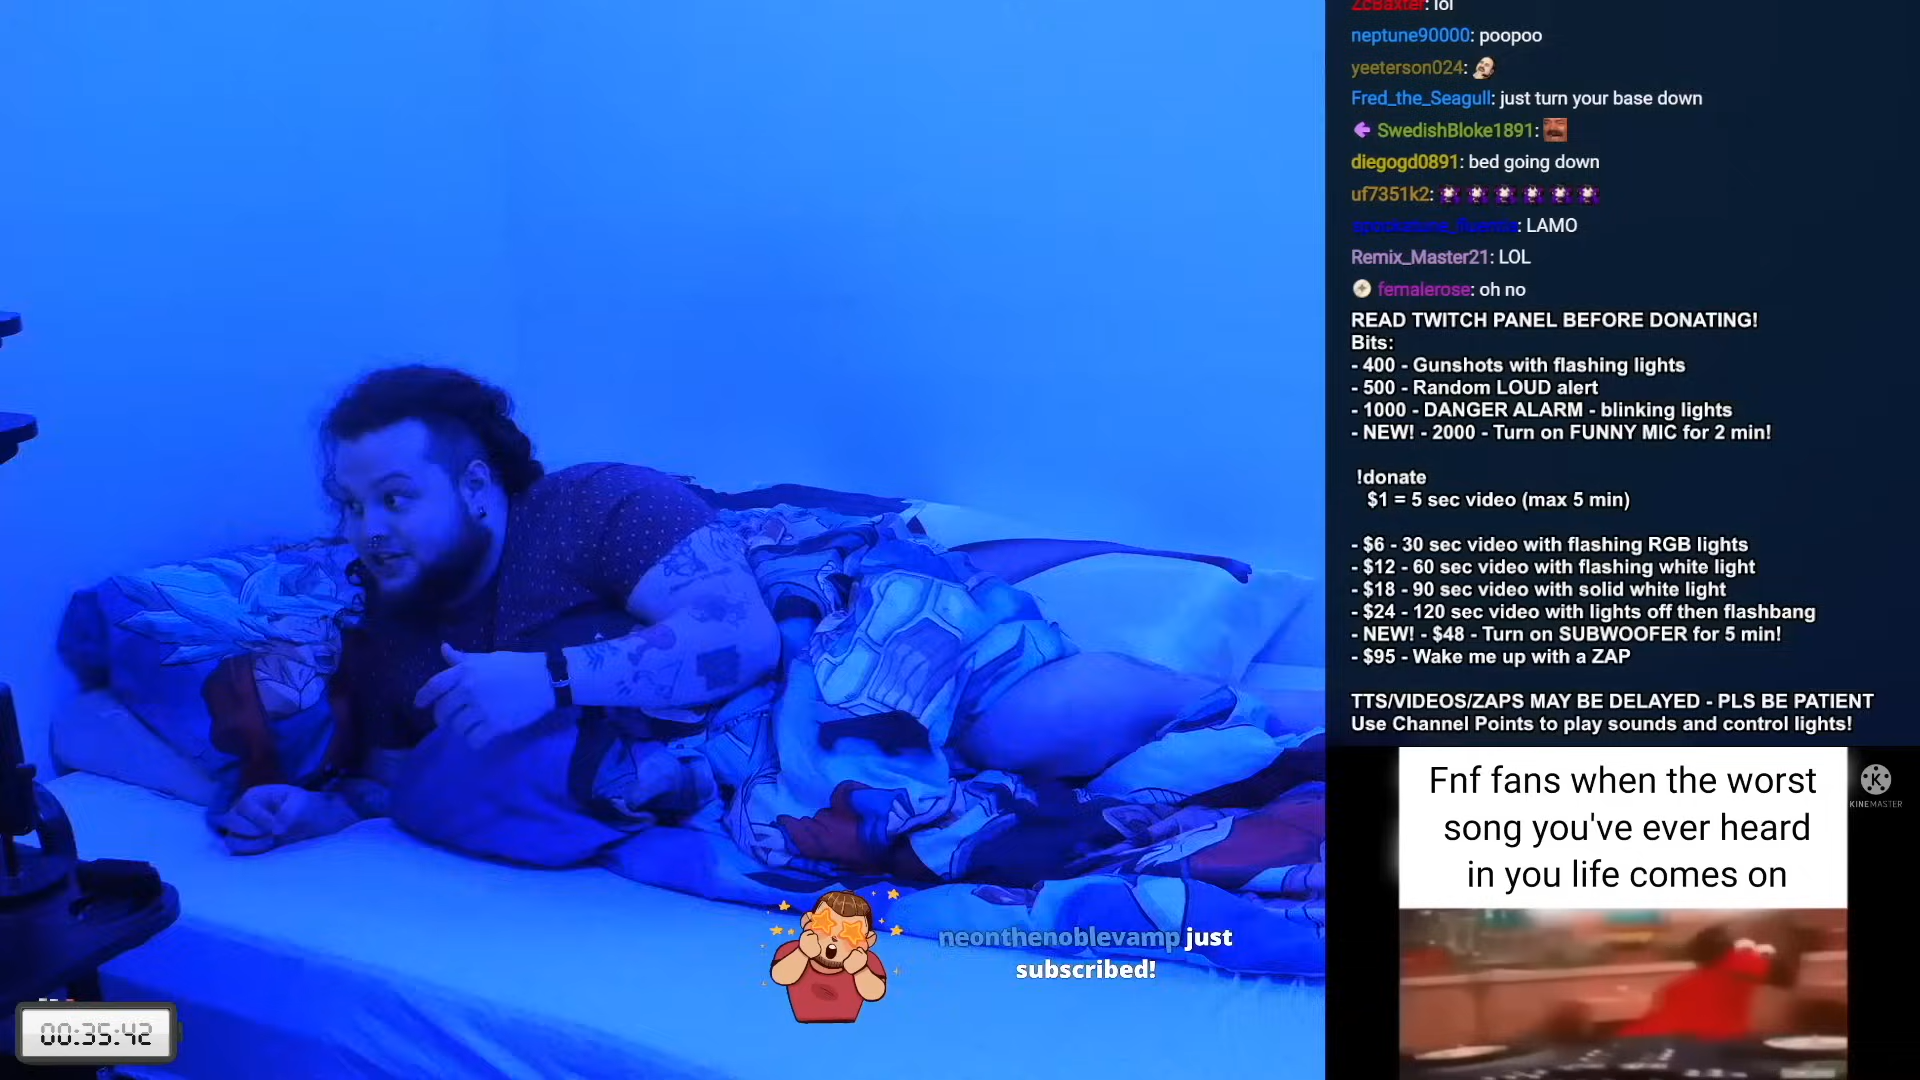 ZcBaxter: lol
neptune90000: poopoo
yeeterson024:
Fred_the_Seagull: just turn your base down
SwedishBloke1891:
diegogd0891: bed going down
uf7351k2:
: LAMO
Remix_Master21: LOL
femalerose: oh no
READ TWITCH PANEL BEFORE DONATING!
Bits:
- 400 - Gunshots with flashing lights
- 500 - Random LOUD alert
- 1000 - DANGER ALARM - blinking lights
- NEW! - 2000 - Turn on FUNNY MIC for 2 min!
!donate
$1 = 5 sec video (max 5 min)
- $6 - 30 sec video with flashing RGB lights
- $12 - 60 sec video with flashing white light
- $18 - 90 sec video with solid white light
- $24 - 120 sec video with lights off then flashbang
- NEW! - $48 - Turn on SUBWOOFER for 5 min!
- $95 - Wake me up with a ZAP
TTS/VIDEOS/ZAPS MAY BE DELAYED - PLS BE PATIENT
Use Channel Points to play sounds and control lights!
Fnf fans when the worst
song you've ever heard
in you life comes on
K
KINEMASTER
neonthenoblevamp just
subscribed!
00:35:42